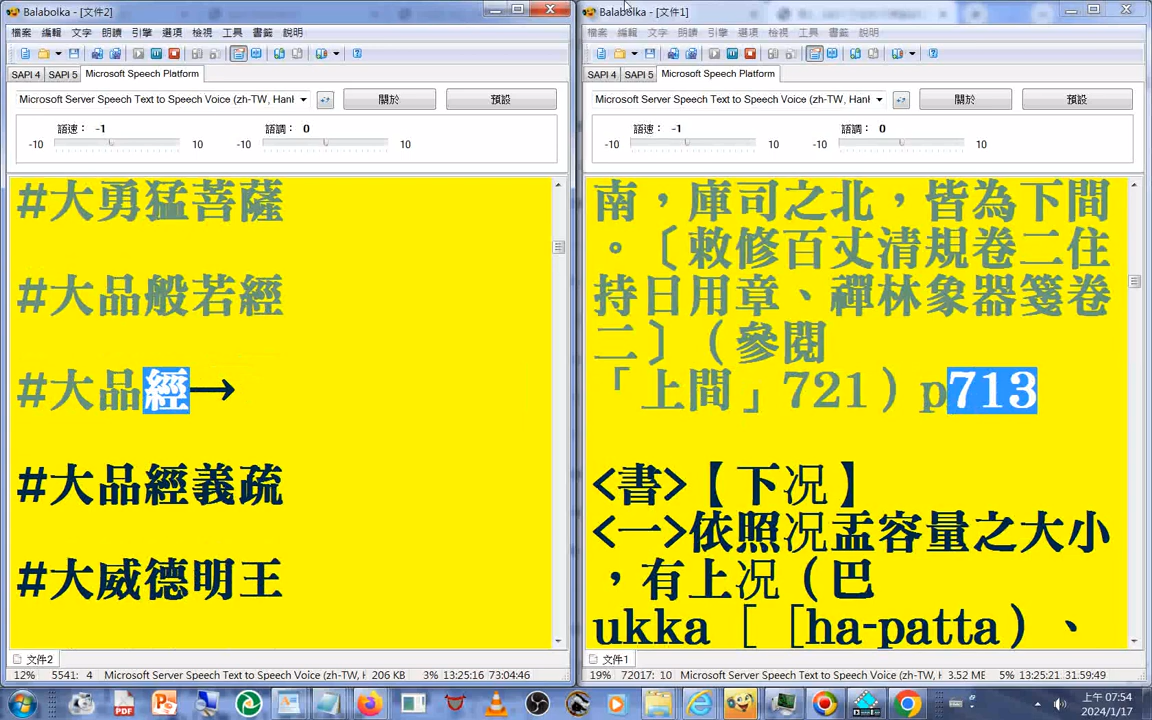 Balabolka - [文件2]
檔案 編輯 文字 朗讀 引擎 選項 檢視 工具 書籤 說明
SAPI 4 SAPI 5 Microsoft Speech Platform
Microsoft Server Speech Text to Speech Voice (zh-TW, Hanl
關於
預設
語速： -1 語調： 0
-10 10 -10 10
#大勇猛菩薩
#大品般若經
#大品經→
#大品經義疏
#大威德明王
文件2
12% 5541: 4 Microsoft Server Speech Text to Speech Voice (zh-TW, H 206 KB 3% 13:25:16 73:04:46
Balabolka - [文件1]
檔案 編輯 文字 朗讀 引擎 選項 檢視 工具 書籤 說明
SAPI 4 SAPI 5 Microsoft Speech Platform
Microsoft Server Speech Text to Speech Voice (zh-TW, Hanl
關於
預設
語速： -1 語調： 0
-10 10 -10 10
南，庫司之北，皆為下間
。〔敕修百丈清規卷二住
持日用章、禪林象器箋卷
二〕（參閱
「上間」721）p713
<書>【下況】
<一>依照況盂容量之大小
，有上況（巴
ukka［［ha-patta）、
文件1
19% 72017: 10 Microsoft Server Speech Text to Speech Voice (zh-TW, H 3.52 ME 5% 13:25:21 31:59:49
上午 07:54
2024/1/17